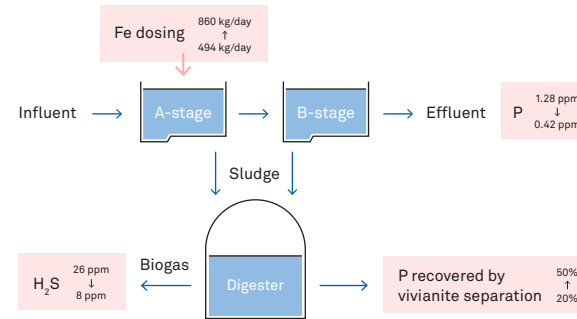 Fe dosing
860 kg/day
↑
494 kg/day
Influent
A-stage
B-stage
Effluent
P
1.28 ppm
↓
0.42 ppm
Sludge
Biogas
H₂S
26 ppm
↓
8 ppm
Digester
P recovered by
vivianite separation
50%
↑
20%